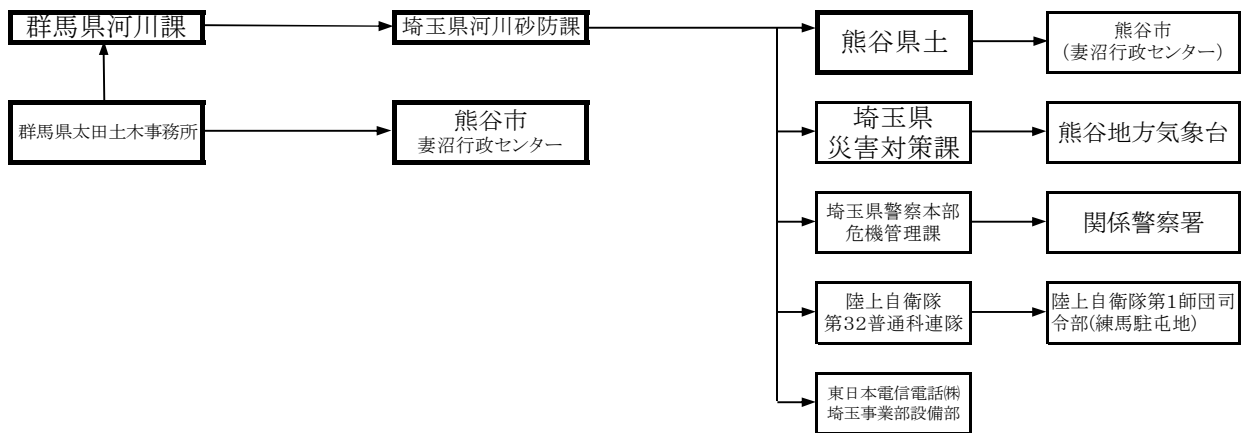 群馬県河川課
埼玉県河川砂防課
熊谷県土
熊谷市
(妻沼行政センター)
群馬県太田土木事務所
熊谷市
妻沼行政センター
埼玉県
災害対策課
熊谷地方気象台
埼玉県警察本部
危機管理課
関係警察署
陸上自衛隊
第32普通科連隊
陸上自衛隊第1師団司
令部(練馬駐屯地)
東日本電信電話㈱
埼玉事業部設備部